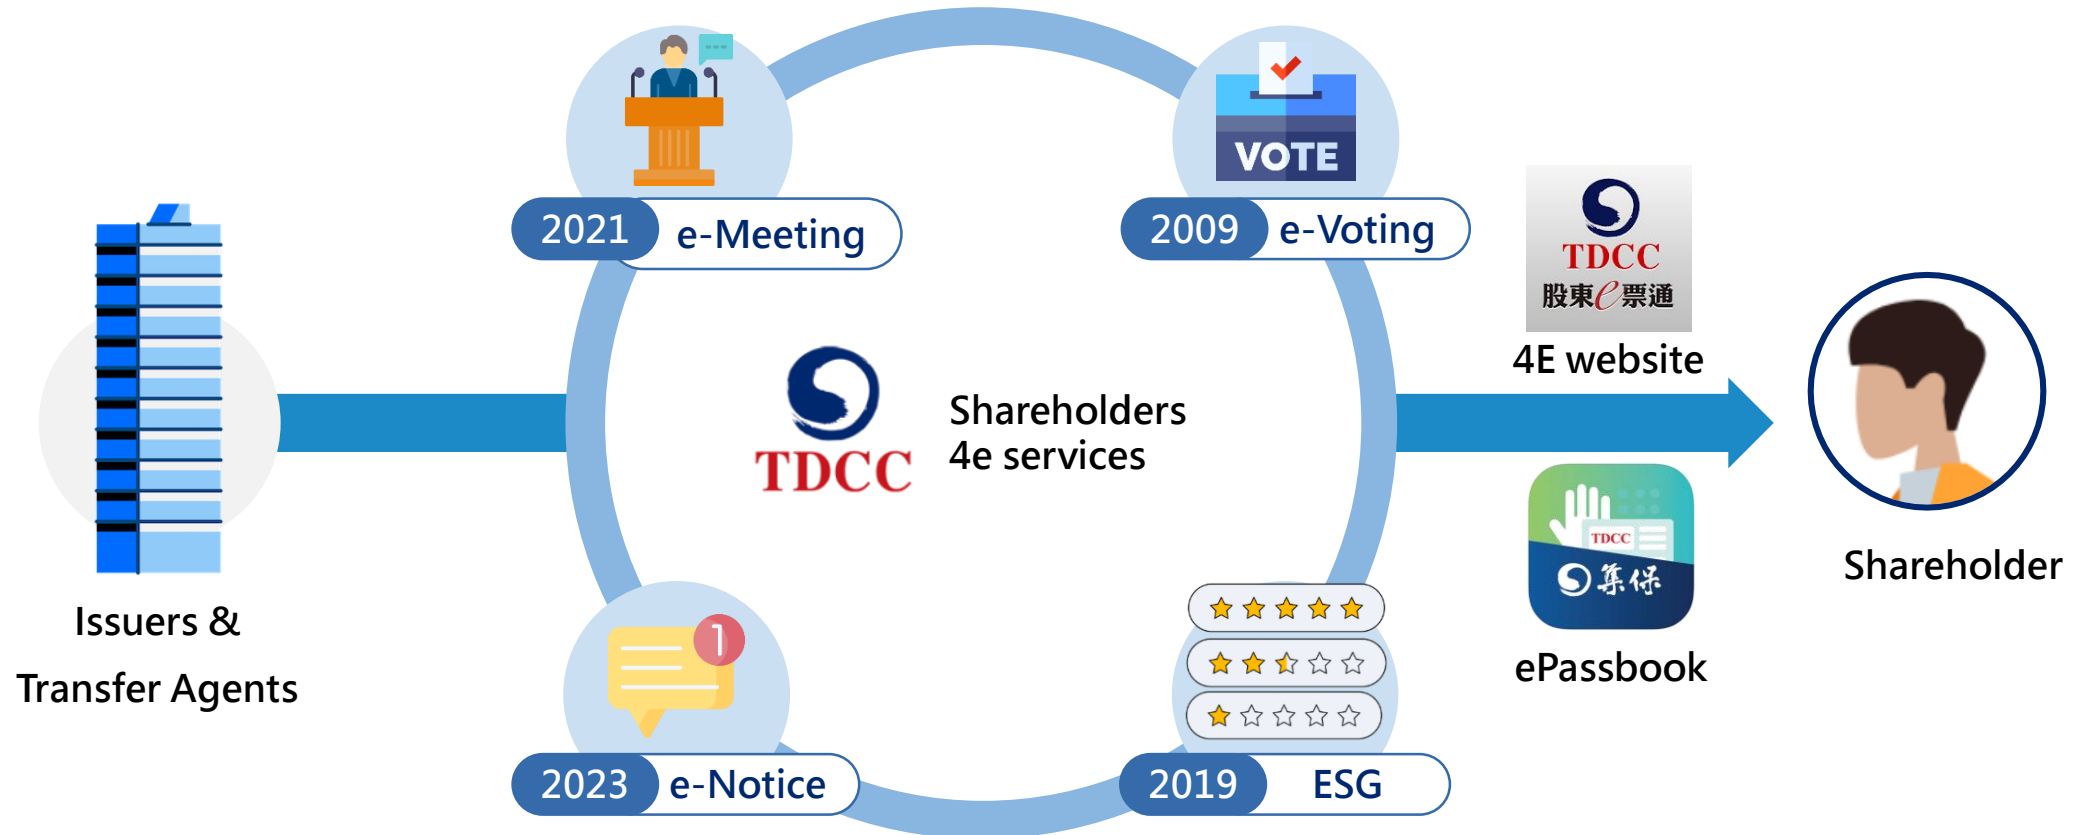 2021 e-Meeting
VOTE
2009 e-Voting
TDCC
股東e票通
4E website
TDCC
Shareholders
4e services
TDCC
集保
ePassbook
Shareholder
Issuers &
Transfer Agents
1
2023 e-Notice
2019 ESG